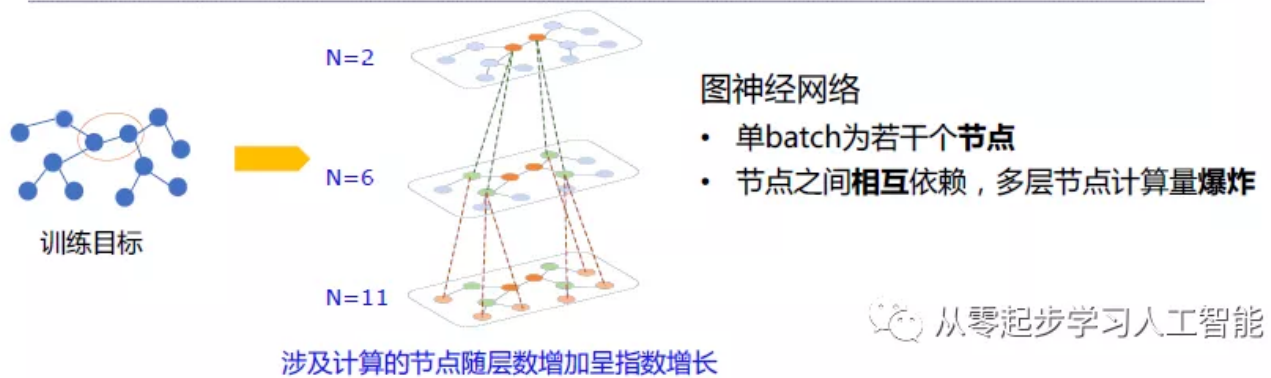 N=2
图神经网络
• 单batch为若干个节点
N=6
• 节点之间相互依赖，多层节点计算量爆炸
训练目标
N=11
从零起步学习人工智能
涉及计算的节点随层数增加呈指数增长